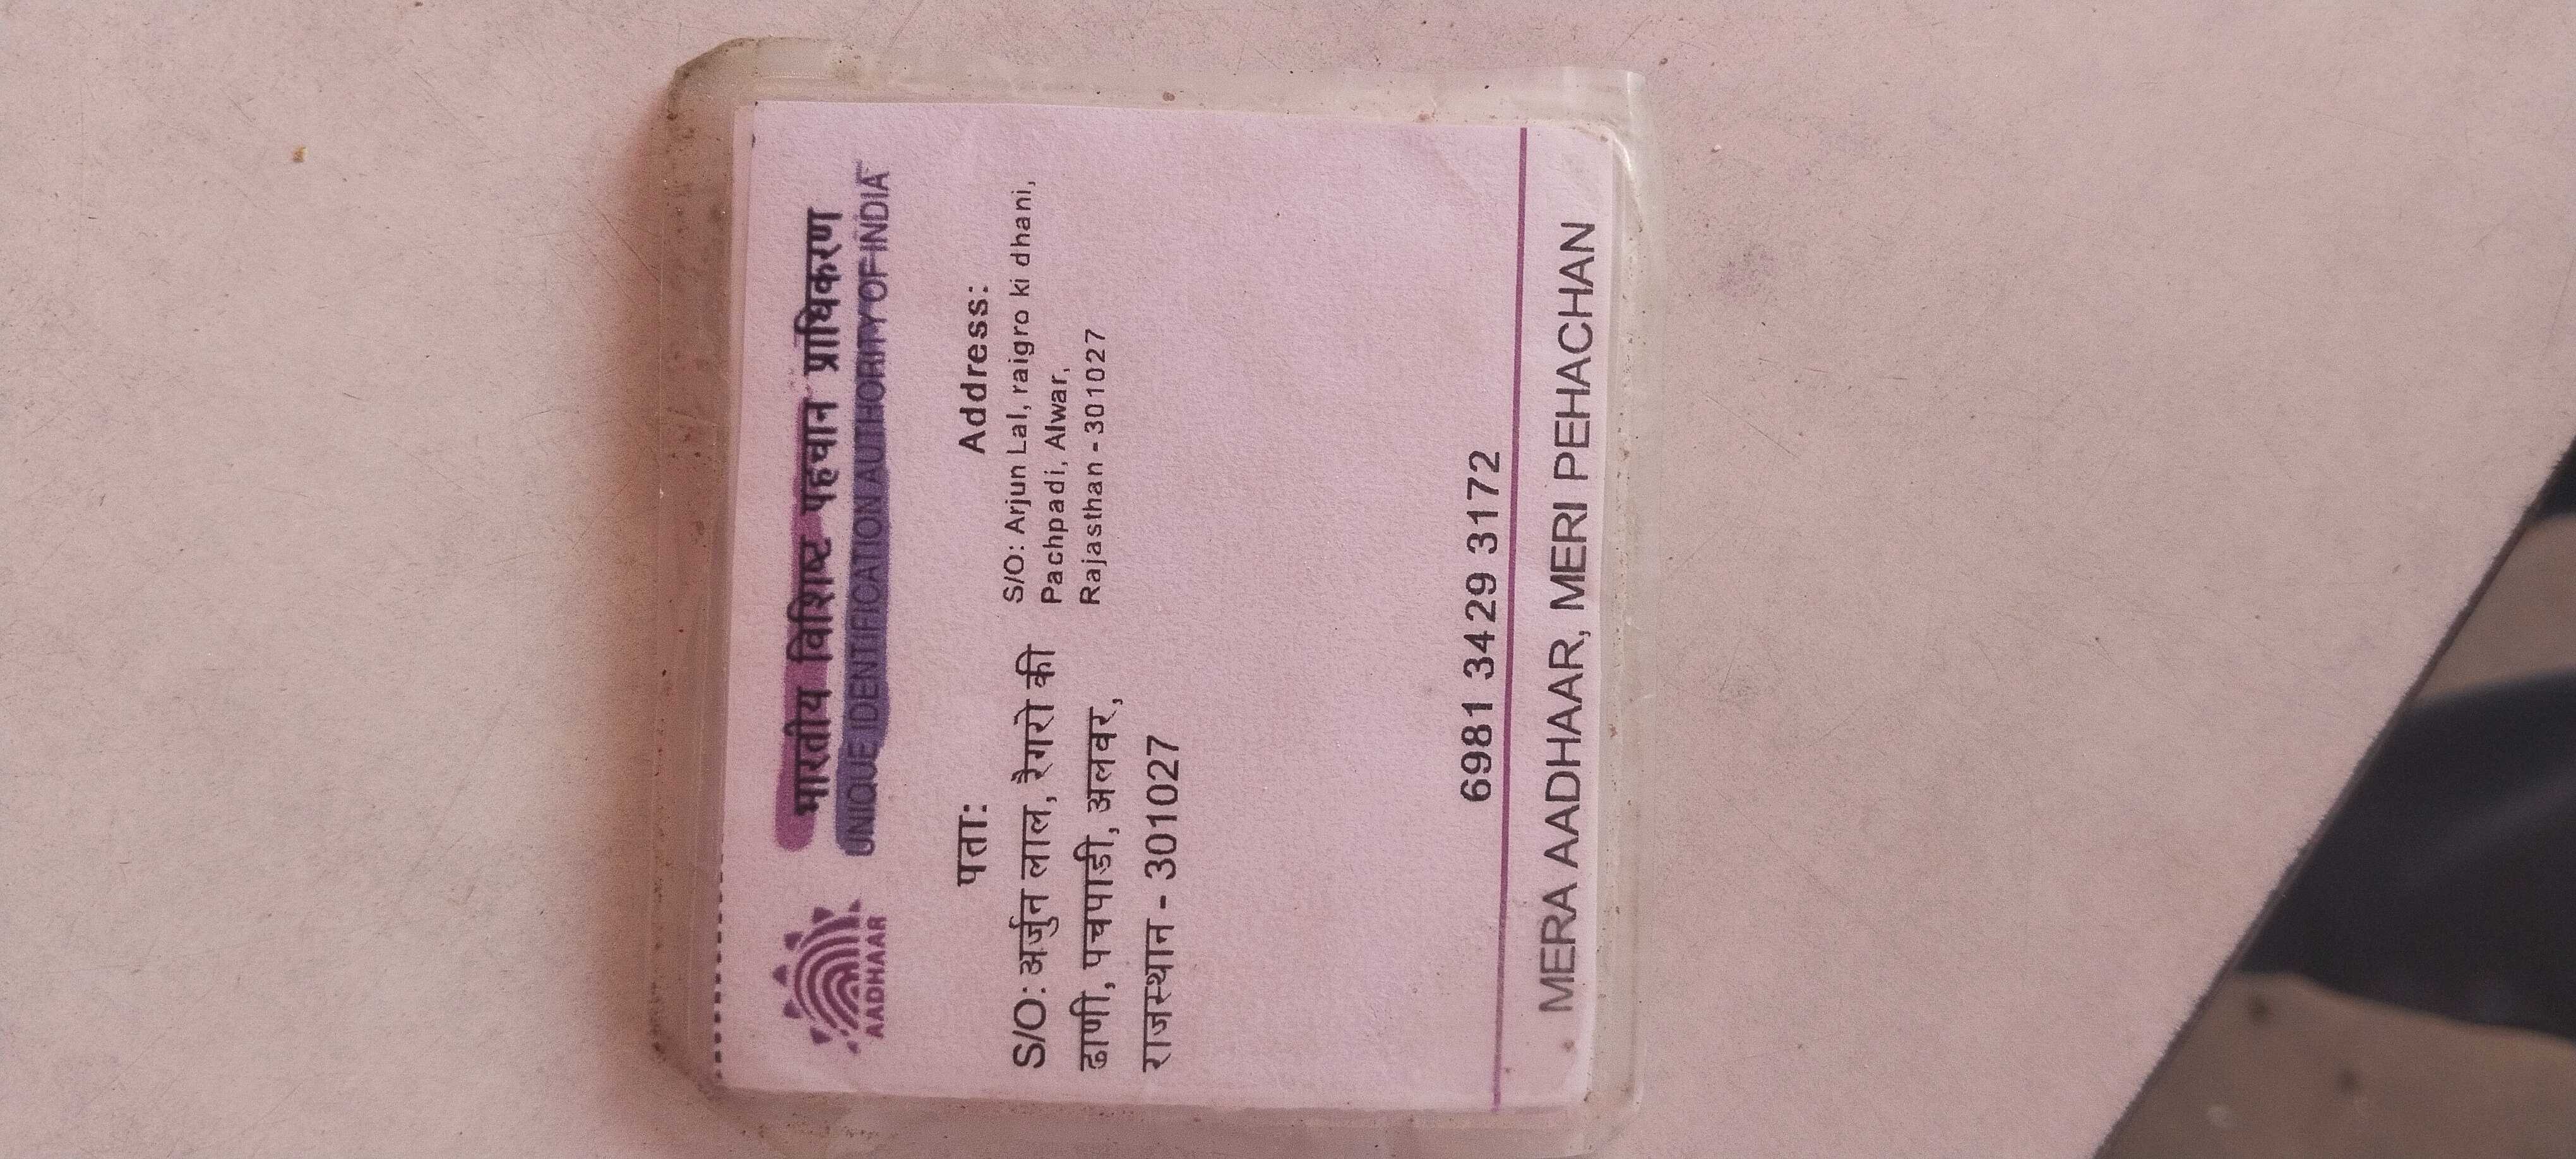 भारतीय विशिष्ट पहचान प्राधिकरण
UNIQUE IDENTIFICATION AUTHORITY OF INDIA
AADHAAR
पता:
S/O: अर्जुन लाल, रैगरो की
ढाणी, पचपाडी, अलवर,
राजस्थान - 301027
Address:
S/O: Arjun Lal, raigro ki dhani,
Pachpadi, Alwar,
Rajasthan - 301027
6981 3429 3172
MERA AADHAAR, MERI PEHACHAN